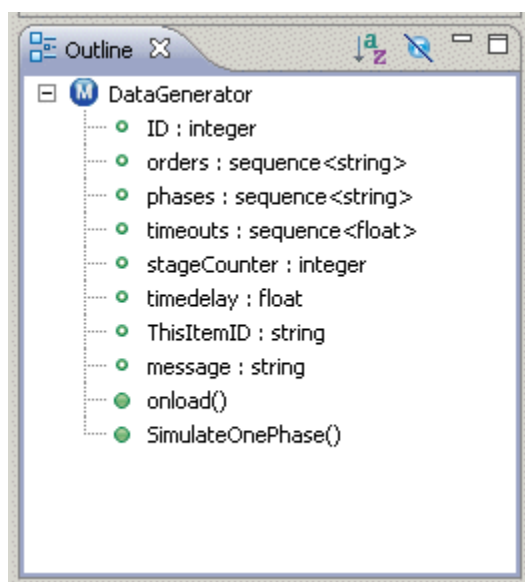 Outline
a
z
M DataGenerator
ID : integer
orders : sequence<string>
phases : sequence<string>
timeouts : sequence<float>
stageCounter : integer
timedelay : float
ThisItemID : string
message : string
onload()
SimulateOnePhase()